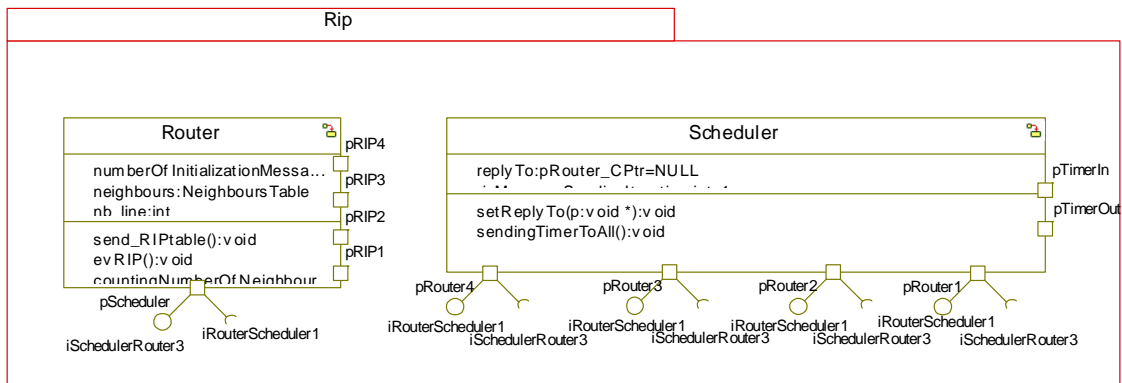 Rip
Router
numberOfInitializationMessa...
neighbours:NeighboursTable
nb_line:int
send_RIPtable():void
evRIP():void
countingNumberOfNeighbour
pRIP4
pRIP3
pRIP2
pRIP1
pScheduler
iSchedulerRouter3
iRouterScheduler1
Scheduler
replyTo:pRouter_CPtr=NULL
setReplyTo(p:void *):void
sendingTimerToAll():void
pTimerIn
pTimerOut
pRouter4
iRouterScheduler1
iSchedulerRouter3
pRouter3
iRouterScheduler1
iSchedulerRouter3
pRouter2
iRouterScheduler1
iSchedulerRouter3
pRouter1
iRouterScheduler1
iSchedulerRouter3